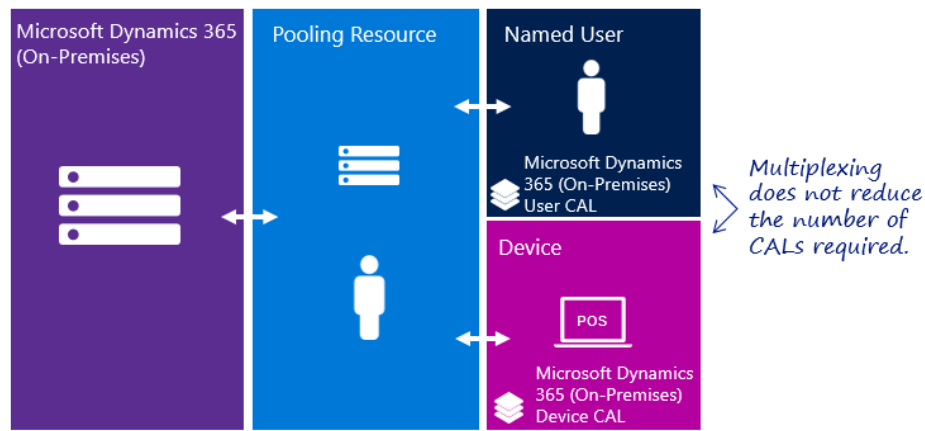 Microsoft Dynamics 365
(On-Premises)
Pooling Resource
Named User
Microsoft Dynamics
365 (On-Premises)
User CAL
Device
POS
Microsoft Dynamics
365 (On-Premises)
Device CAL
Multiplexing
does not reduce
the number of
CALs required.